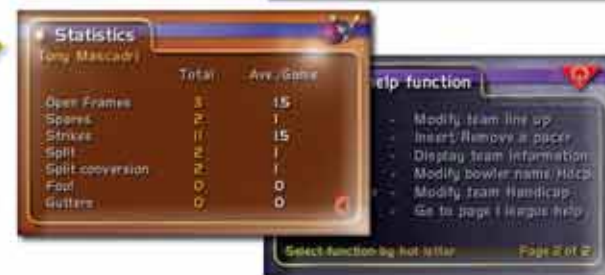 Statistics
Tony Mascadri
Total Ave./Game
Open Frames 3 1.5
Spares 2 1
Strikes 11 15
Split 2 1
Split conversion 2 1
Foul 0 0
Gutters 0 0
elp function
- Modify team line up
- Insert/Remove a pacer
- Display team information
- Modify bowler name/Hdcp
- Modify team Handicap
- Go to page 1 league help
Select function by hot letter Page 2 of 2